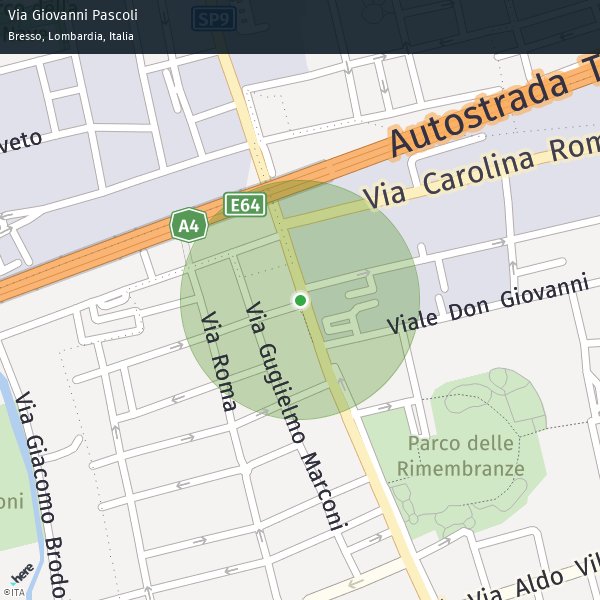 Via Giovanni Pascoli
Bresso, Lombardia, Italia
SP9
Autostrada T
veto
Via Carolina Rom
E64
A4
Viale Don Giovanni
Via Roma
Via Guglielmo Marconi
Via Giacomo Brodo
Parco delle
Rimembranze
oni
Via Aldo Vil
here
©ITA